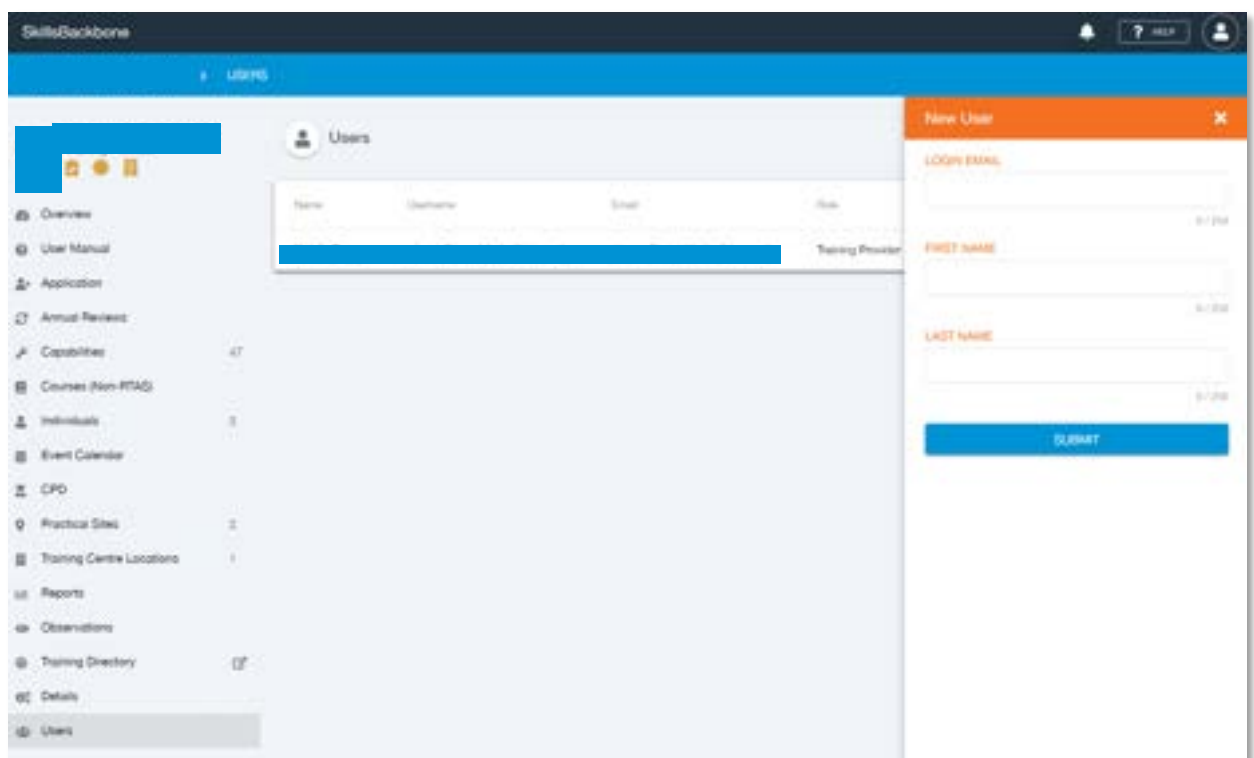 SkillsBackbone
? HELP
USERS
Users
New User
LOGIN EMAIL
Name Username Email Role
Training Provider
FIRST NAME
LAST NAME
SUBMIT
Overview
User Manual
Application
Annual Reviews
Capabilities 47
Courses (Non-RTAS)
Individuals
Event Calendar
CPD
Practical Sites 2
Training Centre Locations 1
Reports
Observations
Training Directory
Details
Users